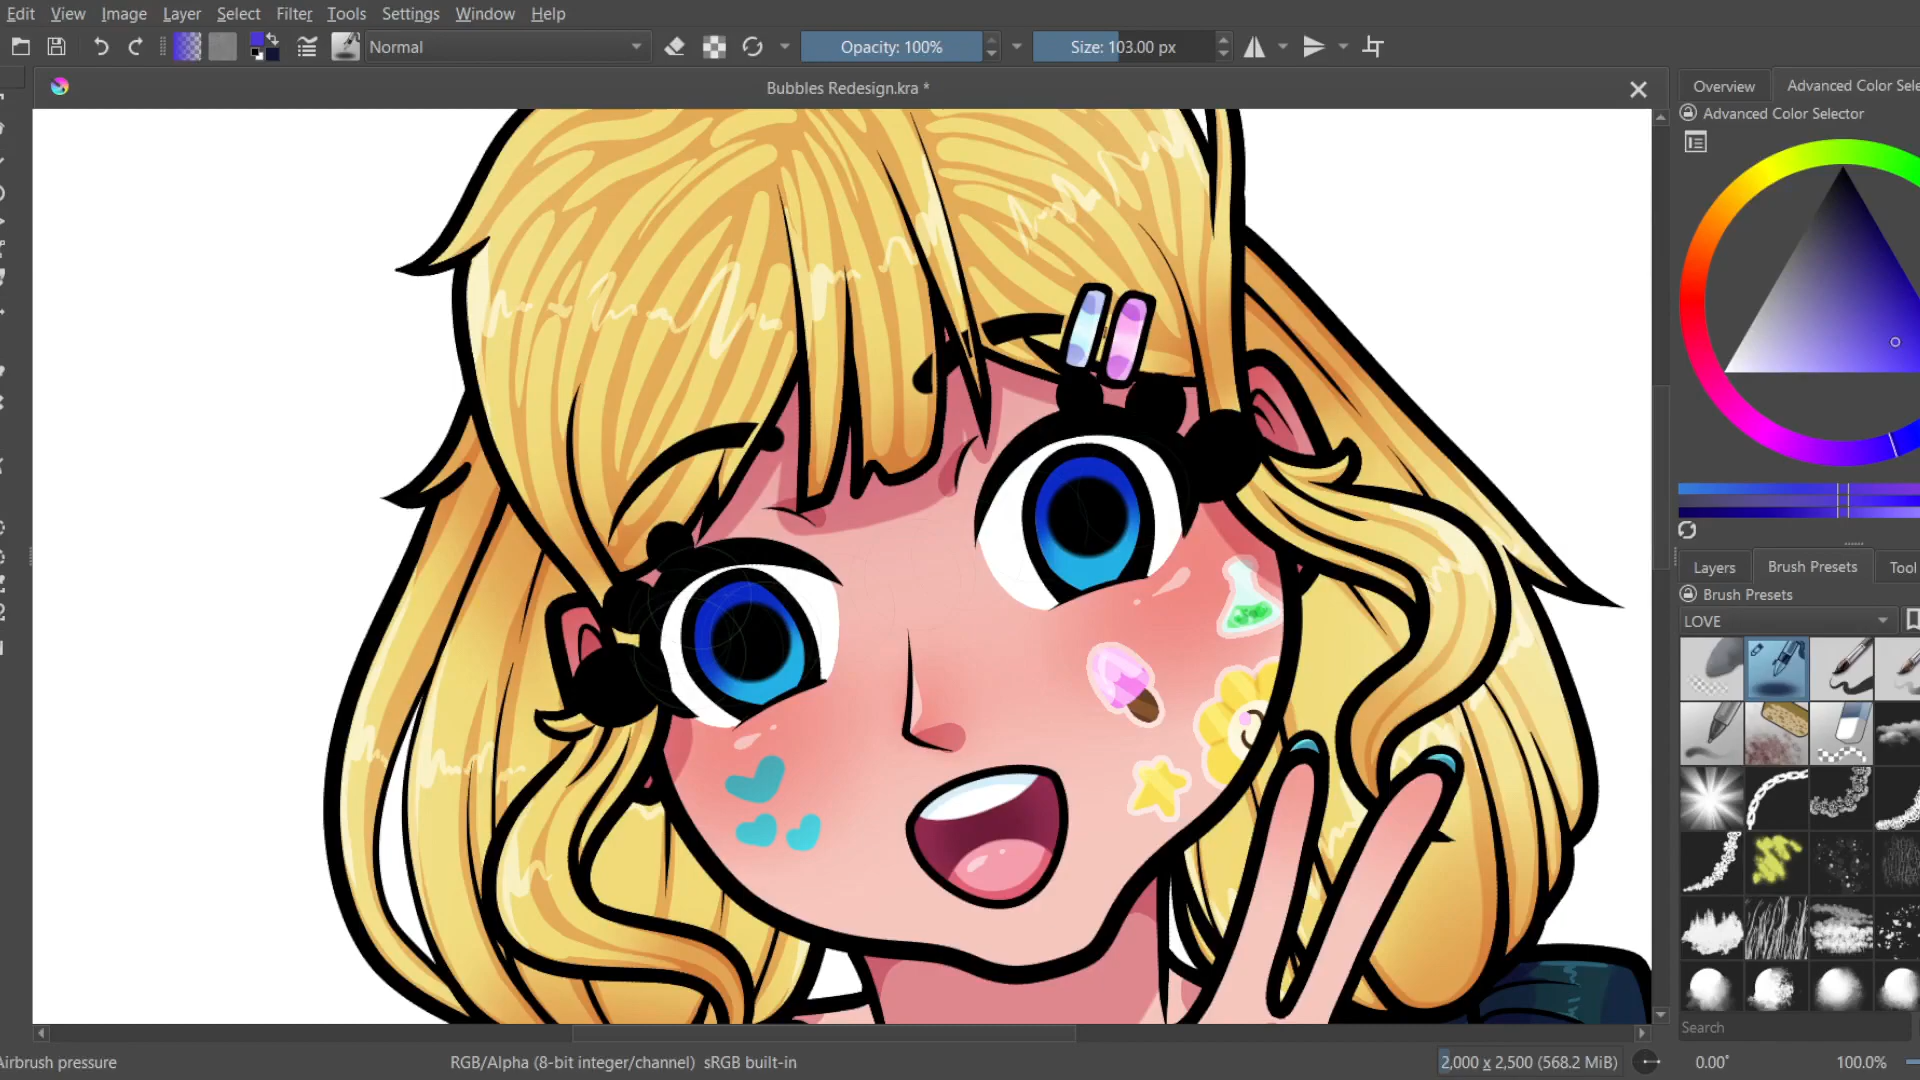 Edit View Image Layer Select Filter Tools Settings Window Help
Normal
Opacity: 100%
Size: 103.00 px
Bubbles Redesign.kra *
Overview
Advanced Color Sele
Advanced Color Selector
Layers
Brush Presets
Tool
Brush Presets
LOVE
Search
Airbrush pressure
RGB/Alpha (8-bit integer/channel) sRGB built-in
2,000 x 2,500 (568.2 MiB)
0.00°
100.0%